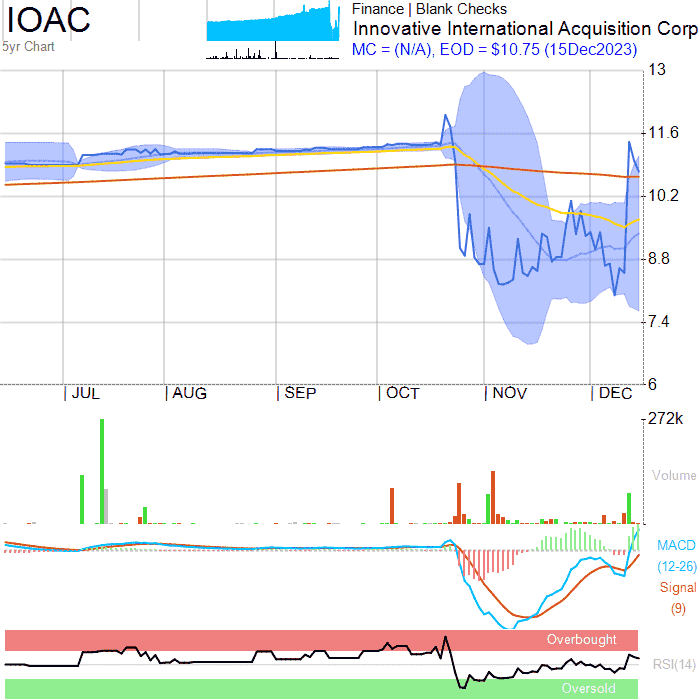 IOAC
5yr Chart
Finance | Blank Checks
Innovative International Acquisition Corp
MC = (N/A), EOD = $10.75 (15Dec2023)
13
11.6
10.2
8.8
7.4
6
JUL
AUG
SEP
OCT
NOV
DEC
272k
Volume
MACD
(12-26)
Signal
(9)
Overbought
RSI(14)
Oversold